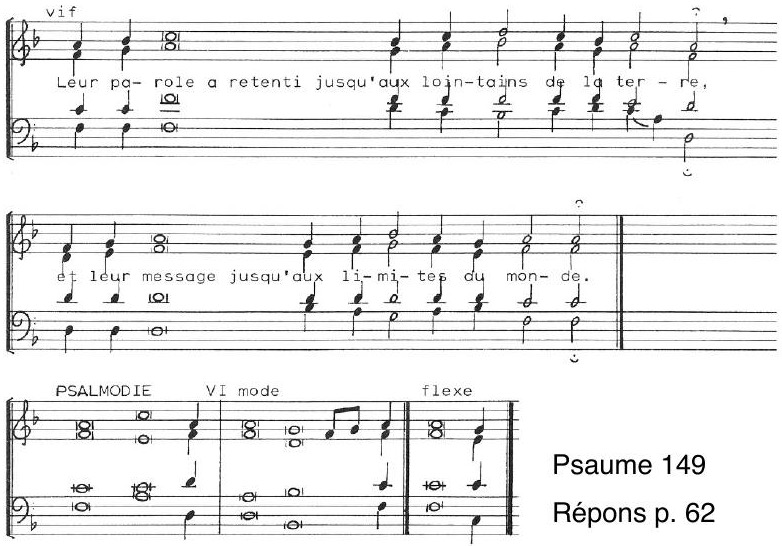 vif
Leur pa- role a retenti jusqu'aux loin-tains de la ter - re,
et leur message jusqu'aux li-mi- tes du mon- de.
PSALMODIE VI mode flexe
Psaume 149
Répons p. 62